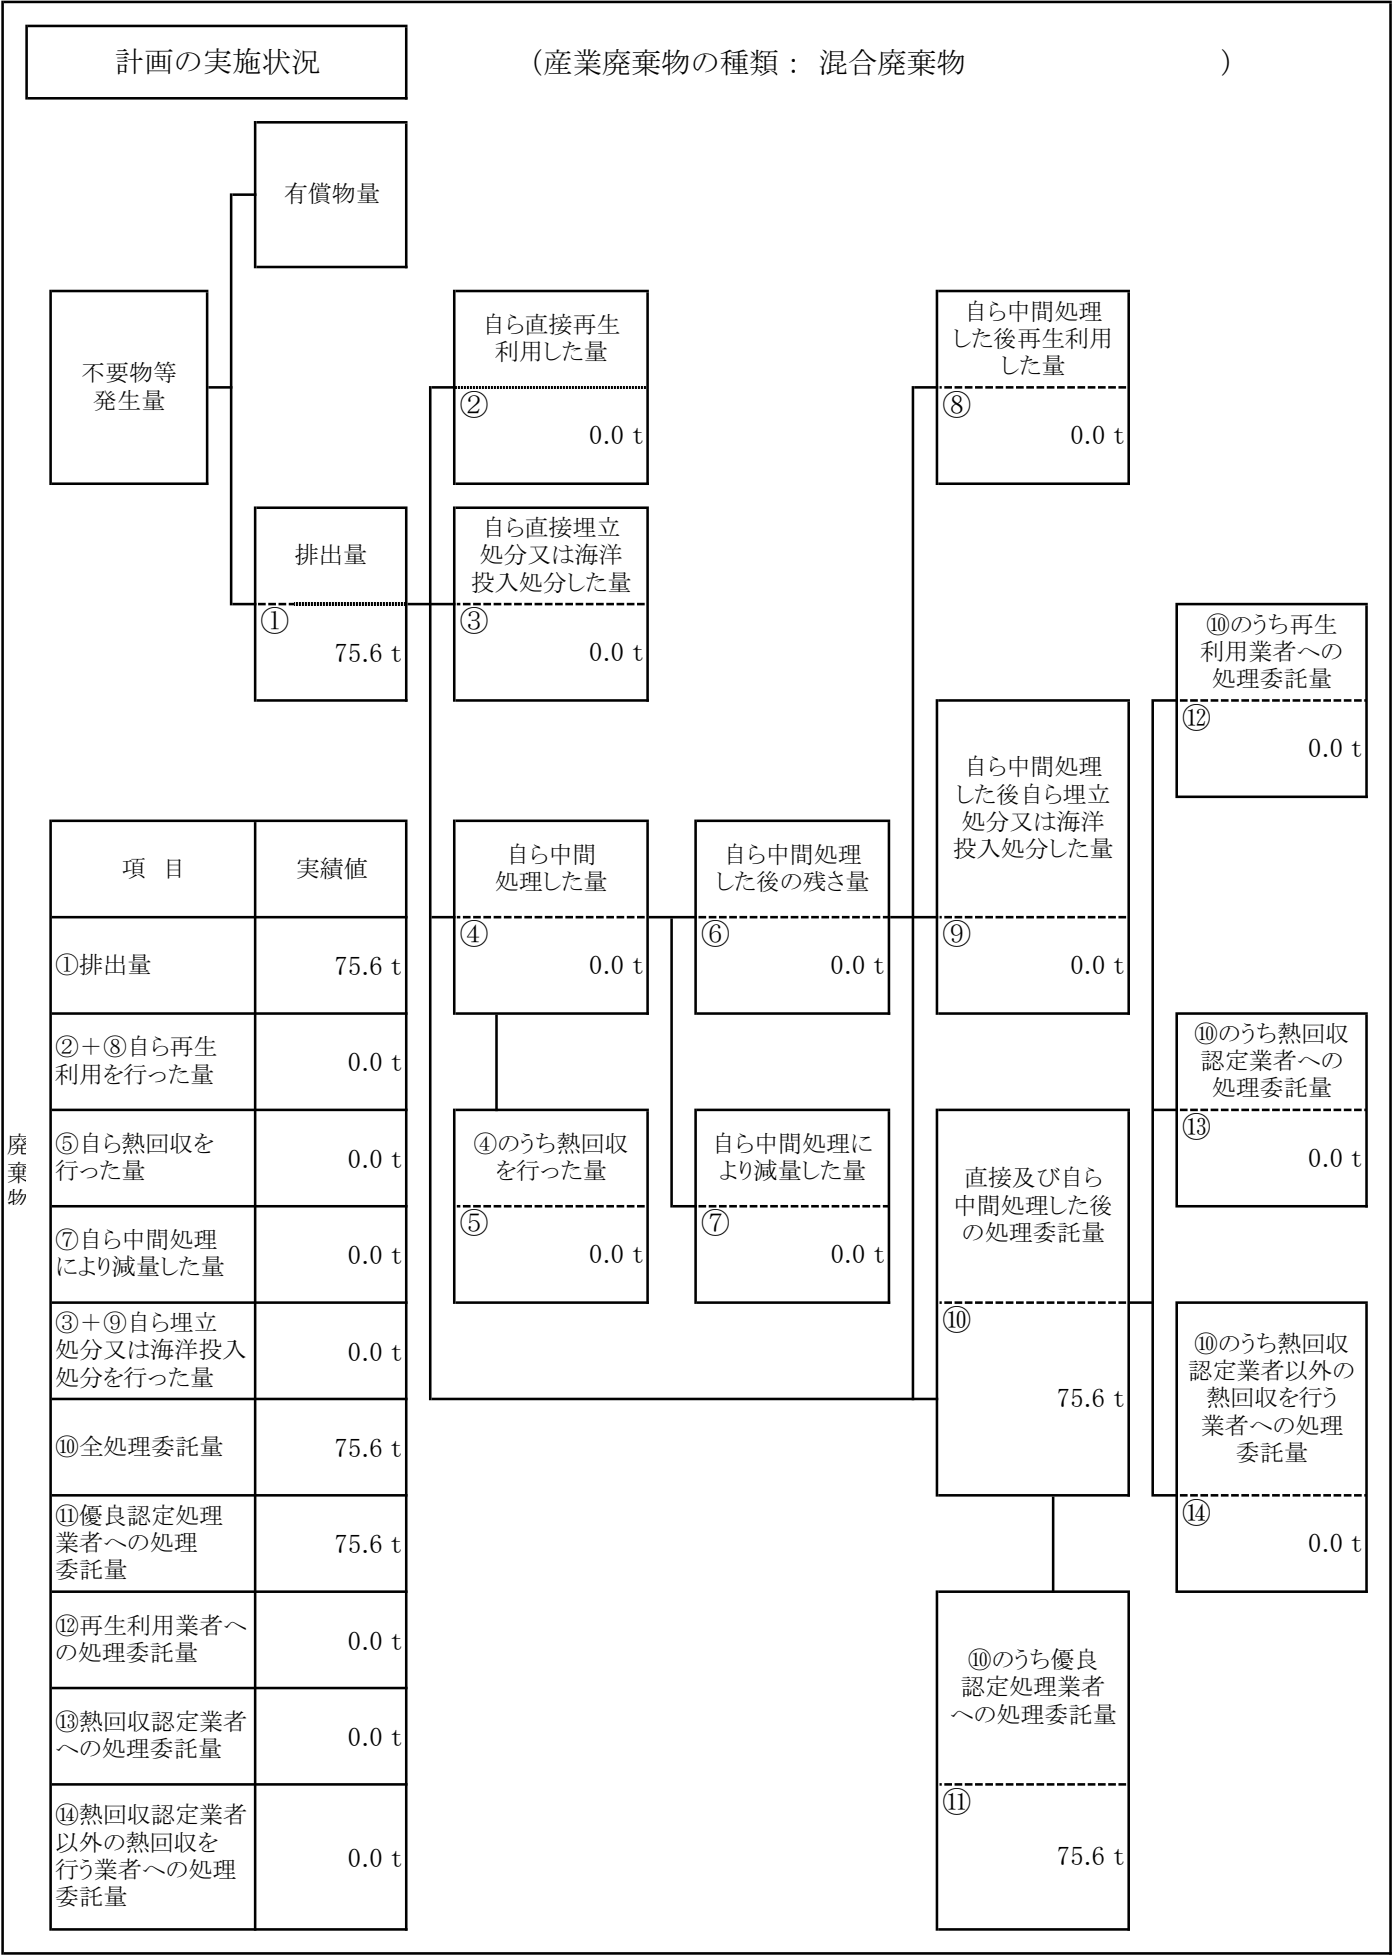 計画の実施状況
（産業廃棄物の種類： 混合廃棄物 ）
有償物量
不要物等
発生量
自ら直接再生
利用した量
②
0.0 t
自ら中間処理
した後再生利用
した量
⑧
0.0 t
排出量
①
75.6 t
自ら直接埋立
処分又は海洋
投入処分した量
③
0.0 t
⑩のうち再生
利用業者への
処理委託量
⑫
0.0 t
自ら中間処理
した後自ら埋立
処分又は海洋
投入処分した量
⑨
0.0 t
自ら中間
処理した量
④
0.0 t
自ら中間処理
した後の残さ量
⑥
0.0 t
⑩のうち熱回収
認定業者への
処理委託量
⑬
0.0 t
④のうち熱回収
を行った量
⑤
0.0 t
自ら中間処理に
より減量した量
⑦
0.0 t
直接及び自ら
中間処理した後
の処理委託量
⑩
75.6 t
⑩のうち熱回収
認定業者以外の
熱回収を行う
業者への処理
委託量
⑭
0.0 t
⑩のうち優良
認定処理業者
への処理委託量
⑪
75.6 t
項 目 実績値
①排出量 75.6 t
②＋⑧自ら再生
利用を行った量
0.0 t
⑤自ら熱回収を
行った量
0.0 t
⑦自ら中間処理
により減量した量
0.0 t
③＋⑨自ら埋立
処分又は海洋投入
処分を行った量
0.0 t
⑩全処理委託量 75.6 t
⑪優良認定処理
業者への処理
委託量
75.6 t
⑫再生利用業者へ
の処理委託量
0.0 t
⑬熱回収認定業者
への処理委託量
0.0 t
⑭熱回収認定業者
以外の熱回収を
行う業者への処理
委託量
0.0 t
廃
棄
物